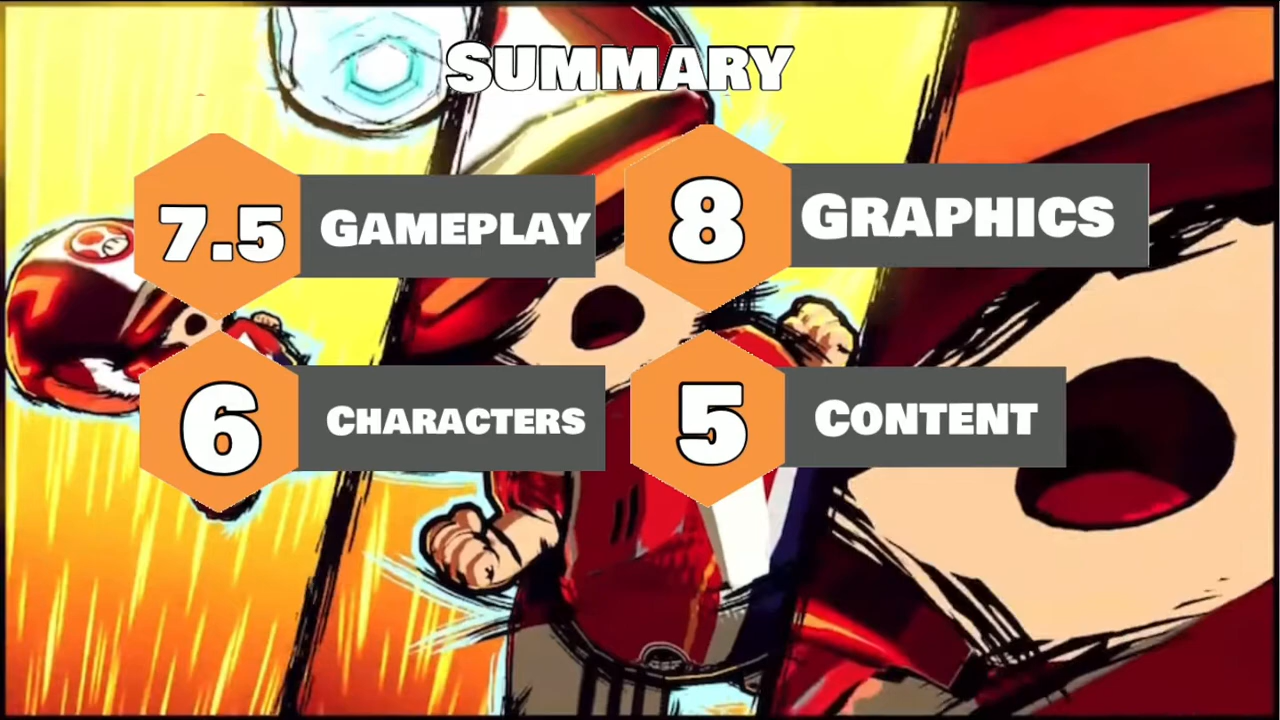 SUMMARY
7.5 GAMEPLAY
8 GRAPHICS
6 CHARACTERS
5 CONTENT